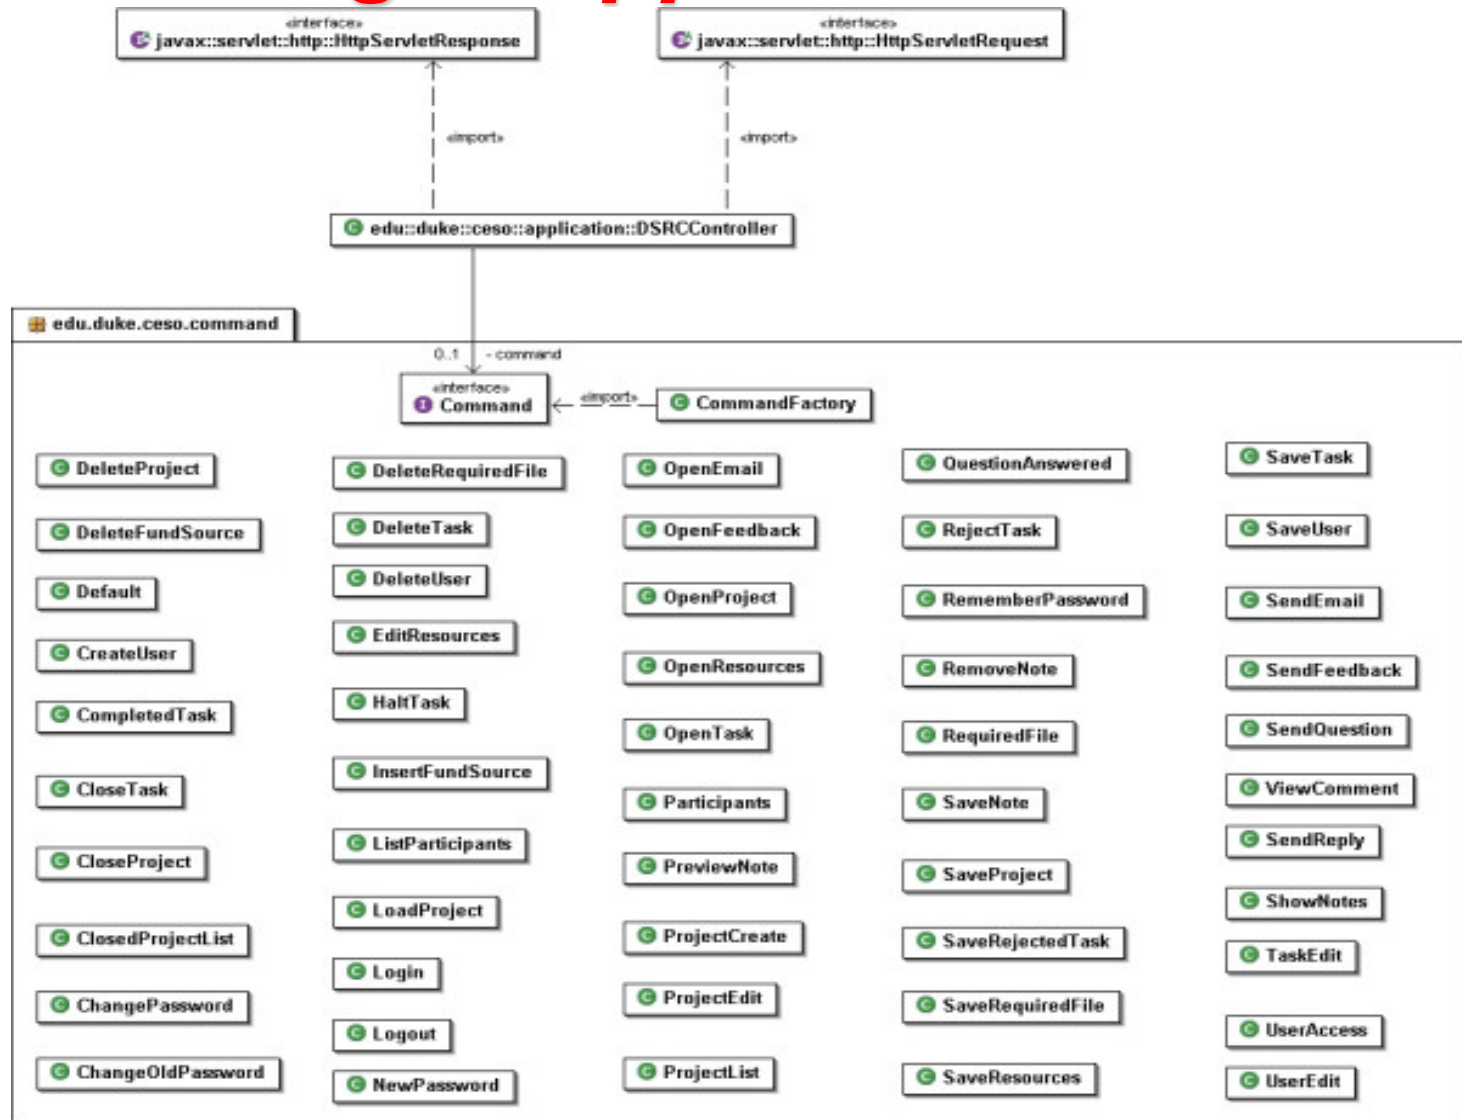 «interface»
javax::servlet::http::HttpServletResponse
«interface»
javax::servlet::http::HttpServletRequest
«import»
«import»
edu::duke::ceso::application::DSRCController
edu.duke.ceso.command
0..1 - command
«interface»
Command
«import»
CommandFactory
DeleteProject
DeleteFundSource
Default
CreateUser
CompletedTask
CloseTask
CloseProject
ClosedProjectList
ChangePassword
ChangeOldPassword
DeleteRequiredFile
DeleteTask
DeleteUser
EditResources
HaltTask
InsertFundSource
ListParticipants
LoadProject
Login
Logout
NewPassword
OpenEmail
OpenFeedback
OpenProject
OpenResources
OpenTask
Participants
PreviewNote
ProjectCreate
ProjectEdit
ProjectList
QuestionAnswered
RejectTask
RememberPassword
RemoveNote
RequiredFile
SaveNote
SaveProject
SaveRejectedTask
SaveRequiredFile
SaveResources
SaveTask
SaveUser
SendEmail
SendFeedback
SendQuestion
ViewComment
SendReply
ShowNotes
TaskEdit
UserAccess
UserEdit